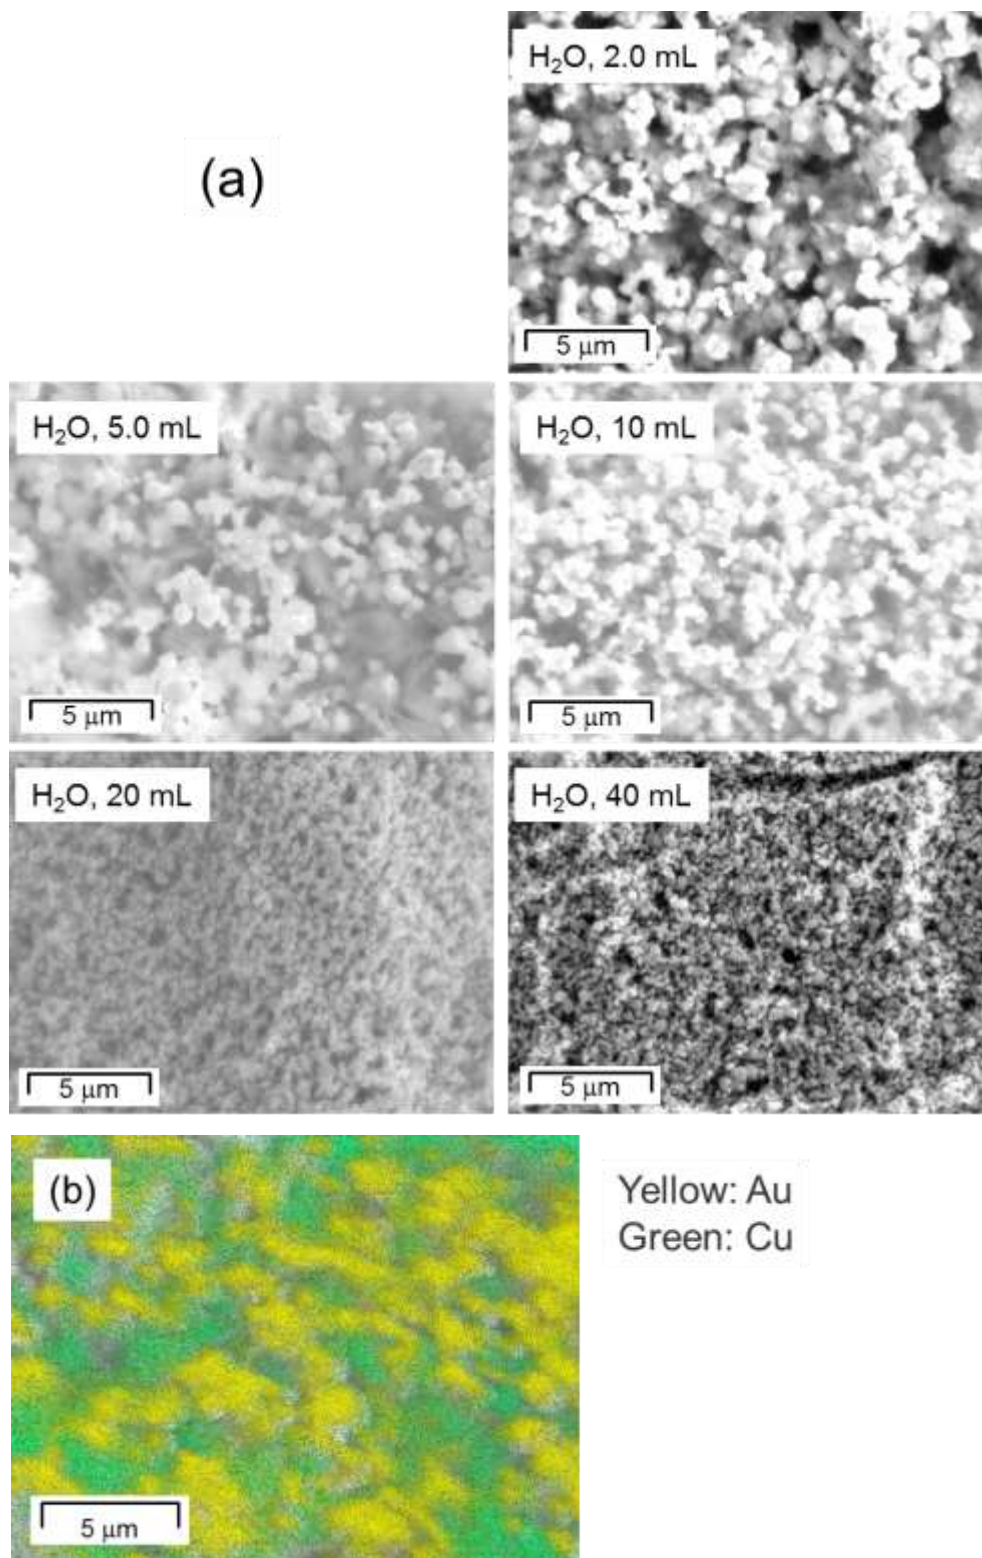 (a)
H₂O, 2.0 mL
5 μm
H₂O, 5.0 mL
5 μm
H₂O, 10 mL
5 μm
H₂O, 20 mL
5 μm
H₂O, 40 mL
5 μm
(b)
5 μm
Yellow: Au
Green: Cu